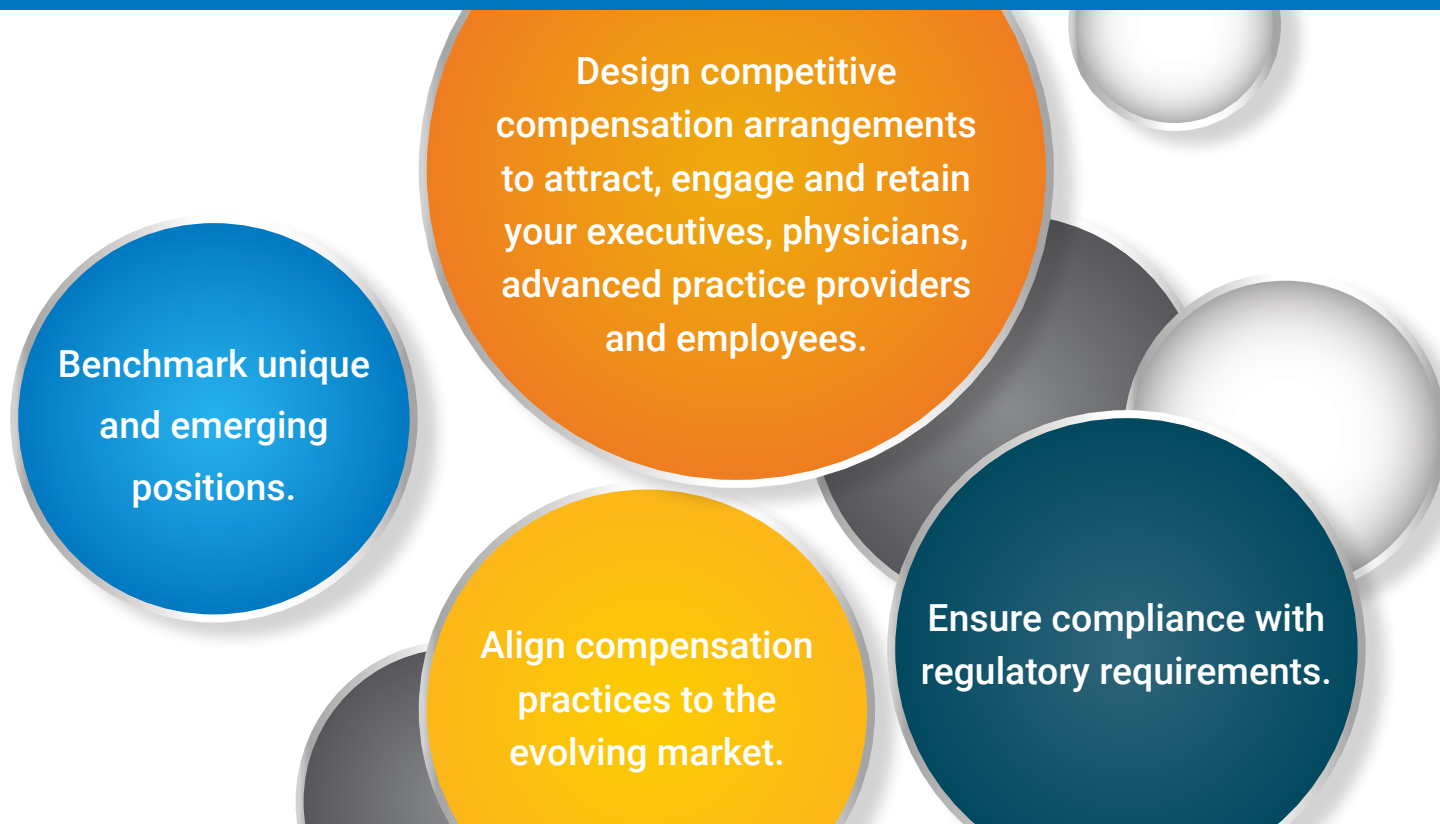 Design competitive
compensation arrangements
to attract, engage and retain
your executives, physicians,
advanced practice providers
and employees.
Benchmark unique
and emerging
positions.
Align compensation
practices to the
evolving market.
Ensure compliance with
regulatory requirements.